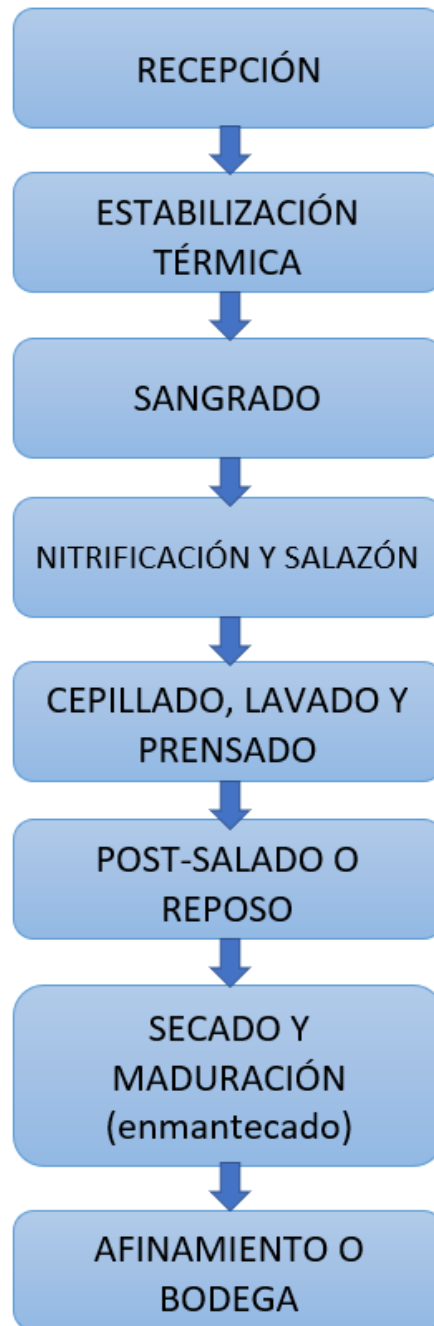 RECEPCIÓN
ESTABILIZACIÓN
TÉRMICA
SANGRADO
NITRIFICACIÓN Y SALAZÓN
CEPILLADO, LAVADO Y
PRENSADO
POST-SALADO O
REPOSO
SECADO Y
MADURACIÓN
(enmantecado)
AFINAMIENTO O
BODEGA